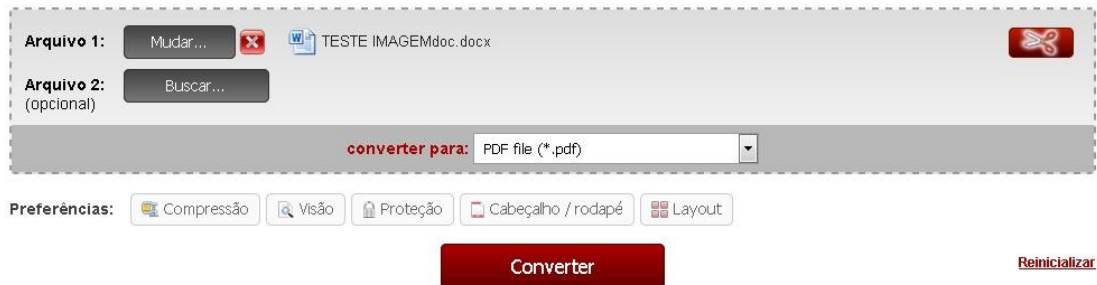 Arquivo 1: Mudar... TESTE IMAGEMdoc.docx
Arquivo 2: Buscar...
(opcional)
converter para: PDF file (*.pdf)
Preferências: Compressão Visão Proteção Cabeçalho / rodapé Layout
Converter Reinicializar